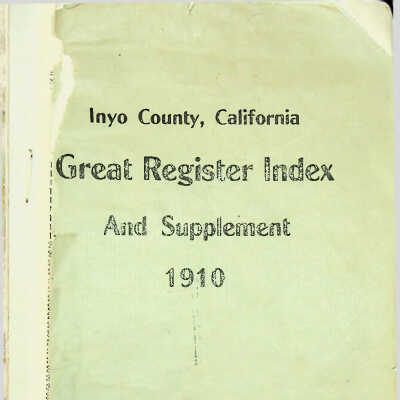 Inyo County, California
Great Register Index
And Supplement
1910